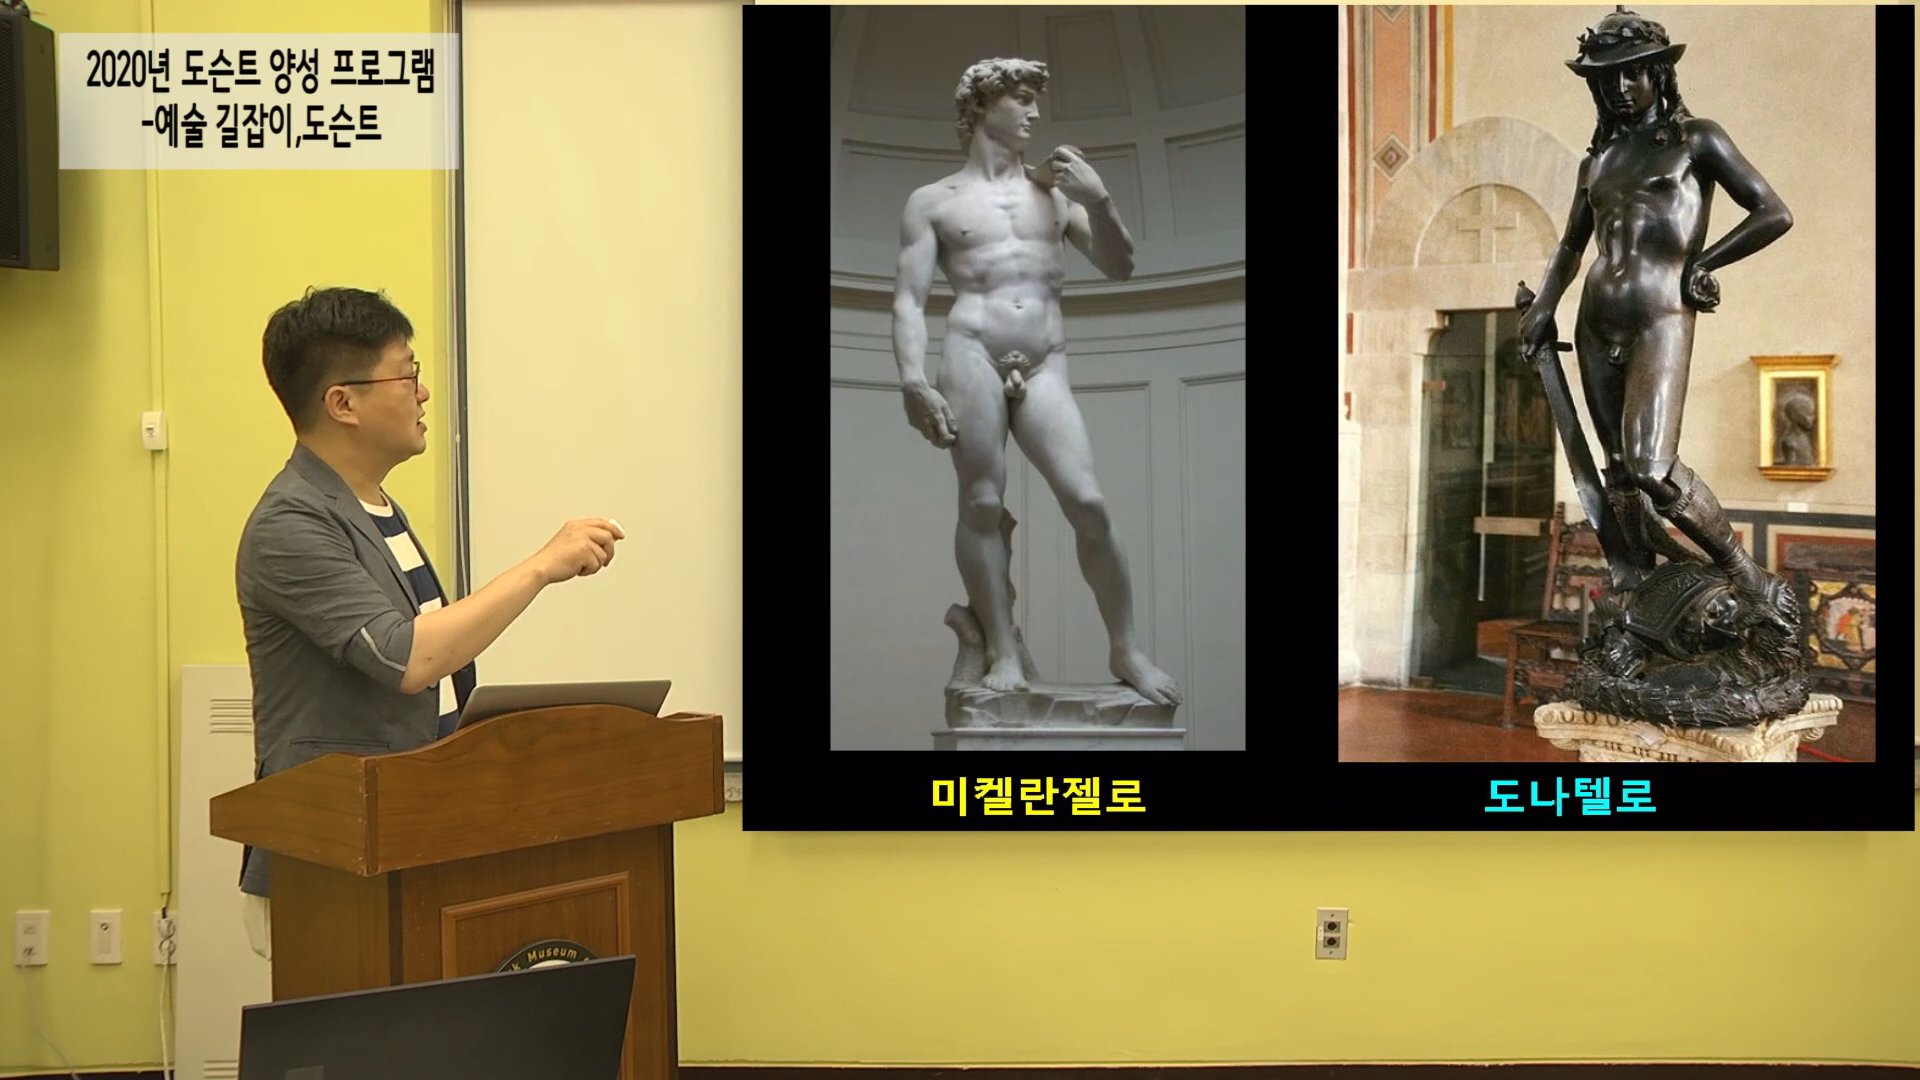 2020년 도슨트 양성 프로그램
-예술 길잡이,도슨트
미켈란젤로
도나텔로
Museum